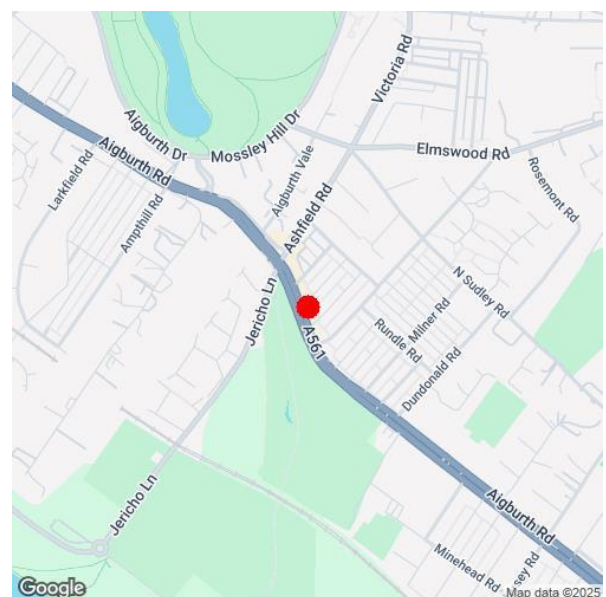 Victoria Rd
Aigburth Dr
Mossley Hill Dr
Aigburth Rd
Elmswood Rd
Larkfield Rd
Ampthill Rd
Aigburth Vale
Ashfield Rd
Rosemont Rd
N Sudley Rd
Jericho Ln
A561
Rundle Rd
Milner Rd
Dundonald Rd
Jericho Ln
Aigburth Rd
Minehead Rd
sey Rd
Google
Map data ©2025